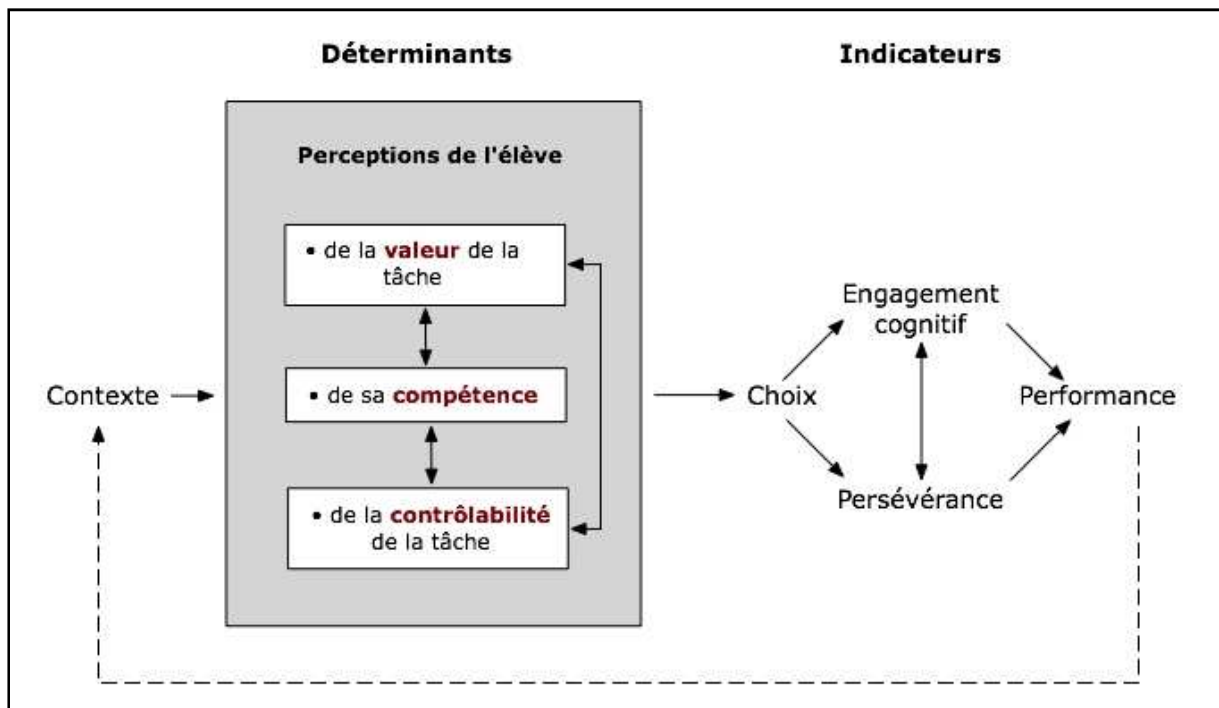 Déterminants
Indicateurs
Perceptions de l'élève
• de la valeur de la
tâche
• de sa compétence
• de la contrôlabilité
de la tâche
Contexte
Choix
Engagement
cognitif
Persévérance
Performance